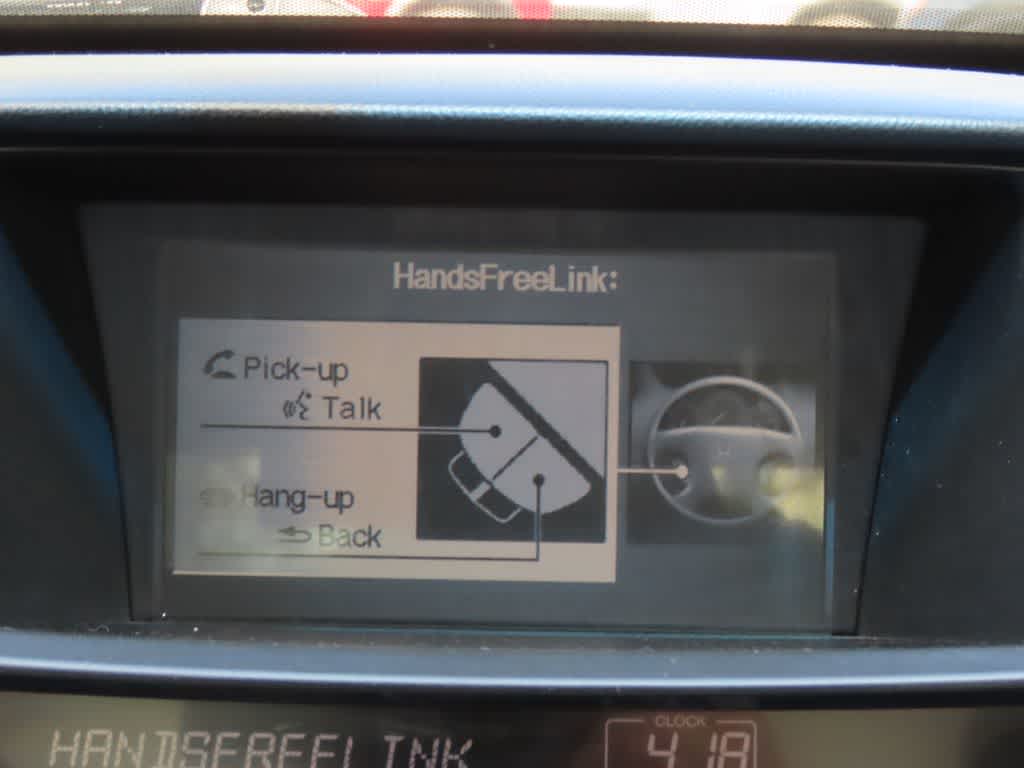 HandsFreeLink:
Pick-up
Talk
Hang-up
Back
HANDSFREELINK
CLOCK
4:18